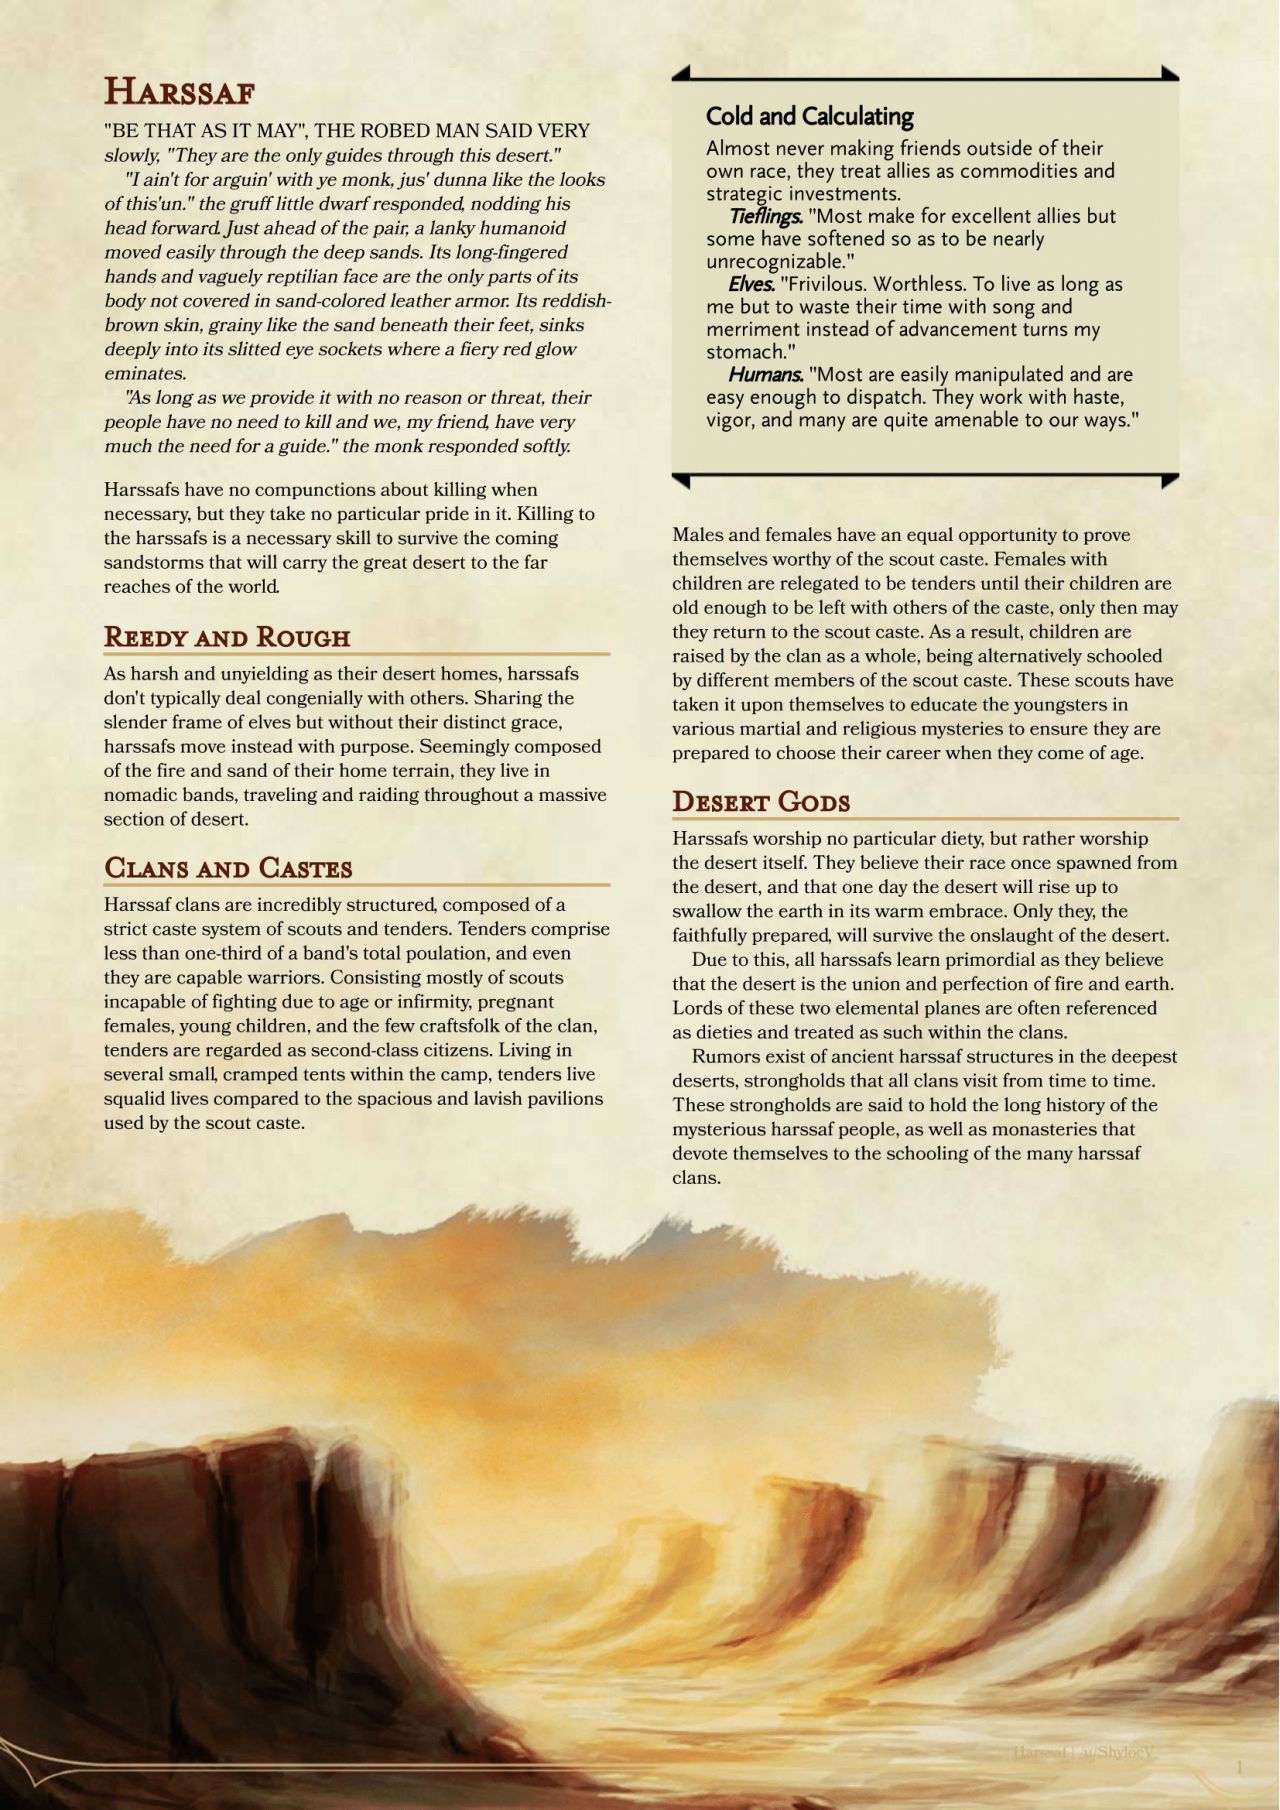 Harssaf
"BE THAT AS IT MAY", THE ROBED MAN SAID VERY
slowly, "They are the only guides through this desert."
"I ain't for arguin' with ye monk, jus' dunna like the looks
of this'un." the gruff little dwarf responded, nodding his
head forward. Just ahead of the pair, a lanky humanoid
moved easily through the deep sands. Its long-fingered
hands and vaguely reptilian face are the only parts of its
body not covered in sand-colored leather armor. Its reddish-
brown skin, grainy like the sand beneath their feet, sinks
deeply into its slitted eye sockets where a fiery red glow
eminates.
"As long as we provide it with no reason or threat, their
people have no need to kill and we, my friend, have very
much the need for a guide." the monk responded softly.
Harssafs have no compunctions about killing when
necessary, but they take no particular pride in it. Killing to
the harssafs is a necessary skill to survive the coming
sandstorms that will carry the great desert to the far
reaches of the world.
Reedy and Rough
As harsh and unyielding as their desert homes, harssafs
don't typically deal congenially with others. Sharing the
slender frame of elves but without their distinct grace,
harssafs move instead with purpose. Seemingly composed
of the fire and sand of their home terrain, they live in
nomadic bands, traveling and raiding throughout a massive
section of desert.
Clans and Castes
Harssaf clans are incredibly structured, composed of a
strict caste system of scouts and tenders. Tenders comprise
less than one-third of a band's total poulation, and even
they are capable warriors. Consisting mostly of scouts
incapable of fighting due to age or infirmity, pregnant
females, young children, and the few craftsfolk of the clan,
tenders are regarded as second-class citizens. Living in
several small, cramped tents within the camp, tenders live
squalid lives compared to the spacious and lavish pavilions
used by the scout caste.
Cold and Calculating
Almost never making friends outside of their
own race, they treat allies as commodities and
strategic investments.
Tieflings. "Most make for excellent allies but
some have softened so as to be nearly
unrecognizable."
Elves. "Frivilous. Worthless. To live as long as
me but to waste their time with song and
merriment instead of advancement turns my
stomach."
Humans. "Most are easily manipulated and are
easy enough to dispatch. They work with haste,
vigor, and many are quite amenable to our ways."
Males and females have an equal opportunity to prove
themselves worthy of the scout caste. Females with
children are relegated to be tenders until their children are
old enough to be left with others of the caste, only then may
they return to the scout caste. As a result, children are
raised by the clan as a whole, being alternatively schooled
by different members of the scout caste. These scouts have
taken it upon themselves to educate the youngsters in
various martial and religious mysteries to ensure they are
prepared to choose their career when they come of age.
Desert Gods
Harssafs worship no particular diety, but rather worship
the desert itself. They believe their race once spawned from
the desert, and that one day the desert will rise up to
swallow the earth in its warm embrace. Only they, the
faithfully prepared, will survive the onslaught of the desert.
Due to this, all harssafs learn primordial as they believe
that the desert is the union and perfection of fire and earth.
Lords of these two elemental planes are often referenced
as dieties and treated as such within the clans.
Rumors exist of ancient harssaf structures in the deepest
deserts, strongholds that all clans visit from time to time.
These strongholds are said to hold the long history of the
mysterious harssaf people, as well as monasteries that
devote themselves to the schooling of the many harssaf
clans.
Harssaf | /u/ShylocV
1